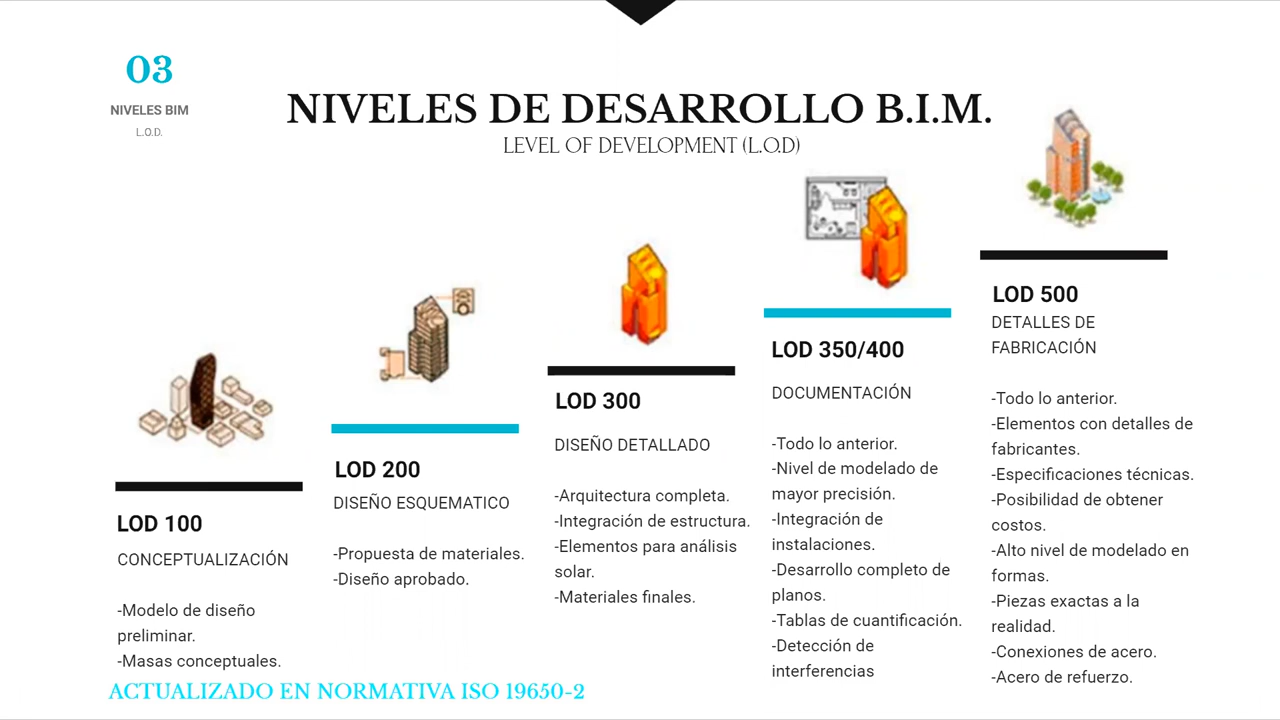 03
NIVELES BIM
L.O.D.
NIVELES DE DESARROLLO B.I.M.
LEVEL OF DEVELOPMENT (L.O.D)
LOD 100
CONCEPTUALIZACIÓN
-Modelo de diseño
preliminar.
-Masas conceptuales.
LOD 200
DISEÑO ESQUEMATICO
-Propuesta de materiales.
-Diseño aprobado.
LOD 300
DISEÑO DETALLADO
-Arquitectura completa.
-Integración de estructura.
-Elementos para análisis
solar.
-Materiales finales.
LOD 350/400
DOCUMENTACIÓN
-Todo lo anterior.
-Nivel de modelado de
mayor precisión.
-Integración de
instalaciones.
-Desarrollo completo de
planos.
-Tablas de cuantificación.
-Detección de
interferencias
LOD 500
DETALLES DE
FABRICACIÓN
-Todo lo anterior.
-Elementos con detalles de
fabricantes.
-Especificaciones técnicas.
-Posibilidad de obtener
costos.
-Alto nivel de modelado en
formas.
-Piezas exactas a la
realidad.
-Conexiones de acero.
-Acero de refuerzo.
ACTUALIZADO EN NORMATIVA ISO 19650-2